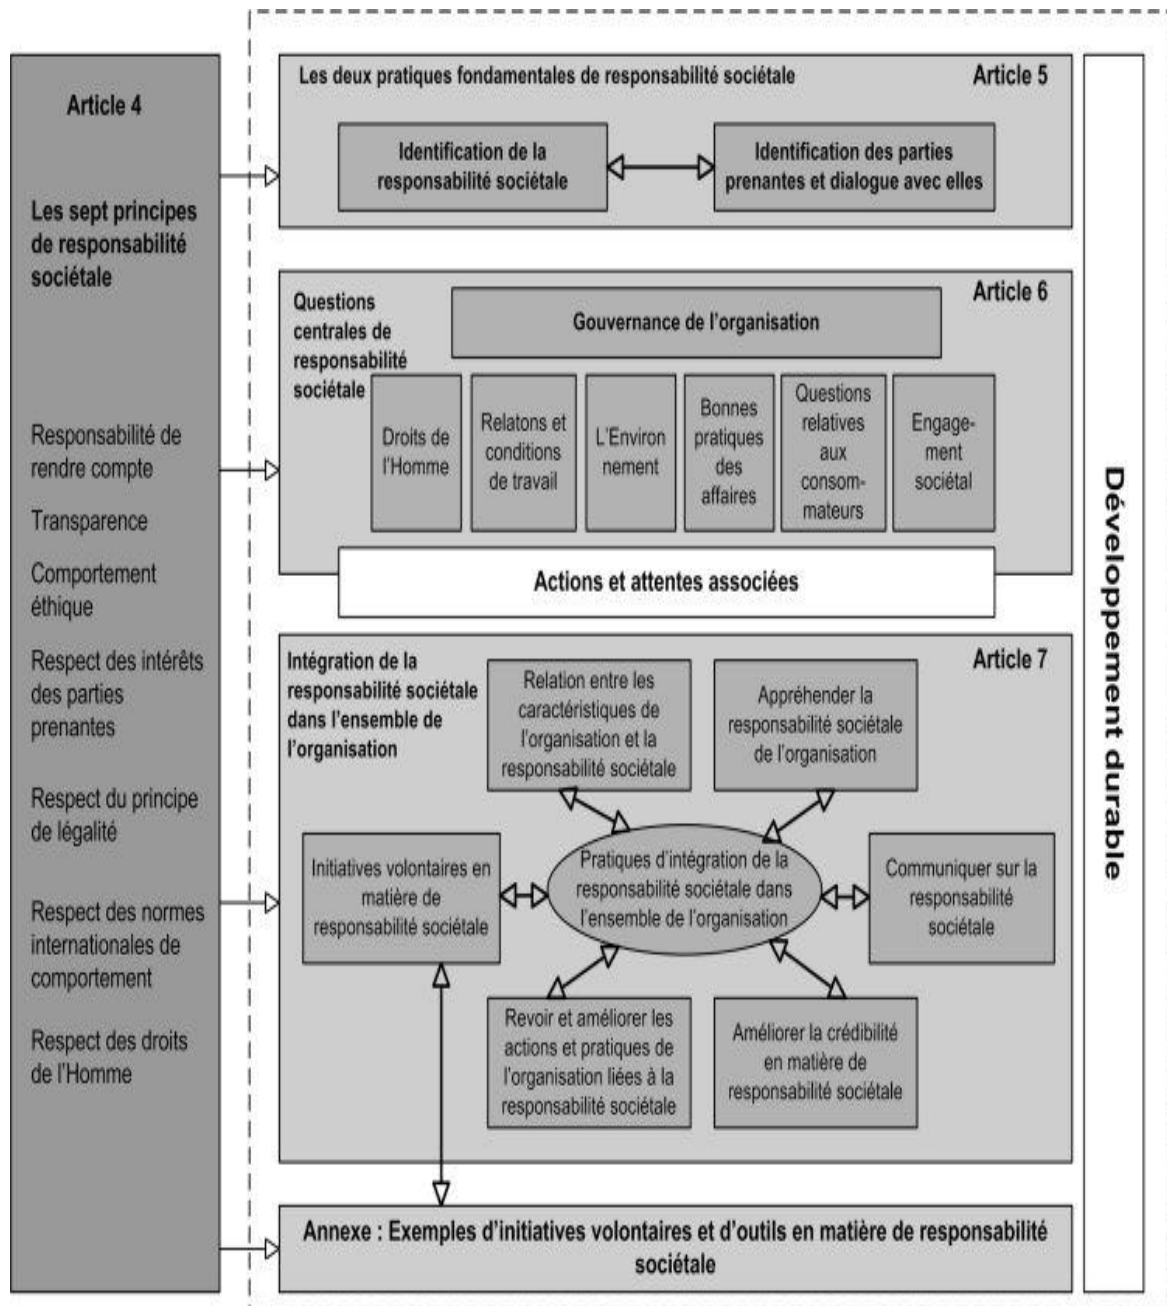 Article 4
Les sept principes
de responsabilité
sociétale
Responsabilité de
rendre compte
Transparence
Comportement
éthique
Respect des intérêts
des parties
prenantes
Respect du principe
de légalité
Respect des normes
internationales de
comportement
Respect des droits
de l'Homme
Les deux pratiques fondamentales de responsabilité sociétale
Article 5
Identification de la
responsabilité sociétale
Identification des parties
prenantes et dialogue avec elles
Questions
centrales de
responsabilité
sociétale
Article 6
Gouvernance de l'organisation
Droits de
l'Homme
Relatons et
conditions
de travail
L'Environ
nement
Bonnes
pratiques
des
affaires
Questions
relatives
aux
consom-
mateurs
Engage-
ment
sociétal
Actions et attentes associées
Intégration de la
responsabilité sociétale
dans l'ensemble de
l'organisation
Article 7
Relation entre les
caractéristiques de
l'organisation et la
responsabilité sociétale
Appréhender la
responsabilité sociétale
de l'organisation
Initiatives volontaires en
matière de
responsabilité sociétale
Pratiques d'intégration de la
responsabilité sociétale dans
l'ensemble de l'organisation
Communiquer sur la
responsabilité
sociétale
Revoir et améliorer les
actions et pratiques de
l'organisation liées à la
responsabilité sociétale
Améliorer la crédibilité
en matière de
responsabilité sociétale
Annexe : Exemples d'initiatives volontaires et d'outils en matière de responsabilité
sociétale
Développement durable